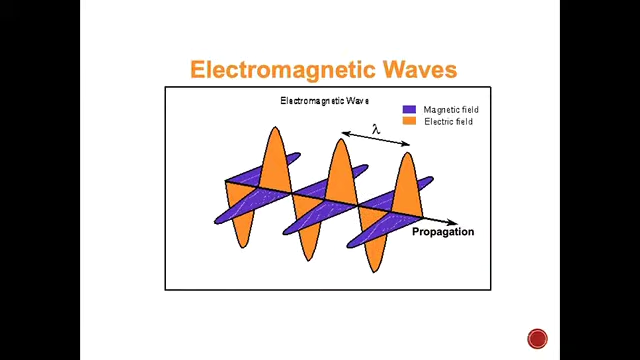 Electromagnetic Waves
Electromagnetic Wave
Magnetic field
Electric field
λ
Propagation